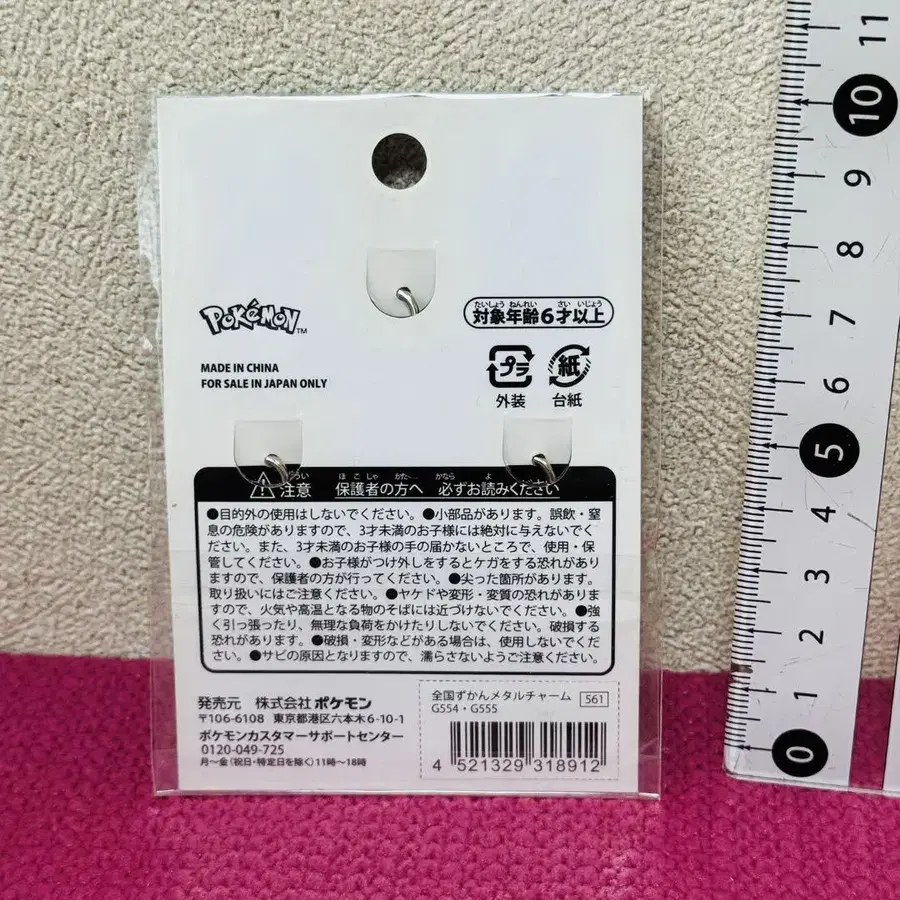 Pokémon TM
MADE IN CHINA
FOR SALE IN JAPAN ONLY
たいしょう ねんれい さい いじょう
対象年齢6才以上
プラ
外装
紙
台紙
ほごしゃ かた かなら よ
注意 保護者の方へ 必ずお読みください
●目的外の使用はしないでください。●小部品があります。誤飲・窒
息の危険がありますので、3才未満のお子様には絶対に与えないでく
ださい。また、3才未満のお子様の手の届かないところで、使用・保
管してください。●お子様がつけ外しをするとケガをする恐れがあり
ますので、保護者の方が行ってください。●尖った箇所があります。
取り扱いにはご注意ください。●ヤケドや変形・変質の恐れがありま
すので、火気や高温となる物のそばには近づけないでください。●強
く引っ張ったり、無理な負荷をかけたりしないでください。破損する
恐れがあります。●破損・変形などがある場合は、使用しないでくだ
さい。●サビの原因となりますので、濡らさないようご注意ください。
発売元 株式会社ポケモン
〒106-6108 東京都港区六本木6-10-1
ポケモンカスタマーサポートセンター
0120-049-725
月～金(祝日・特定日を除く)11時～18時
全国ずかんメタルチャーム 561
G554・G555
4 521329 318912
11
10
9
8
7
6
5
4
3
2
1
0